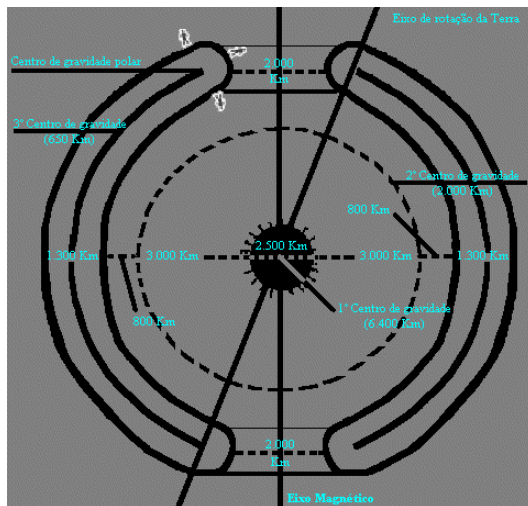 Eixo de rotação da Terra
Centro de gravidade polar
2.000
Km
3º Centro de gravidade
(650 Km)
2º Centro de gravidade
(2.000 Km)
800 Km
1.300 Km
3.000 Km
2.500 Km
3.000 Km
1.300 Km
800 Km
1º Centro de gravidade
(6.400 Km)
2.000
Km
Eixo Magnético